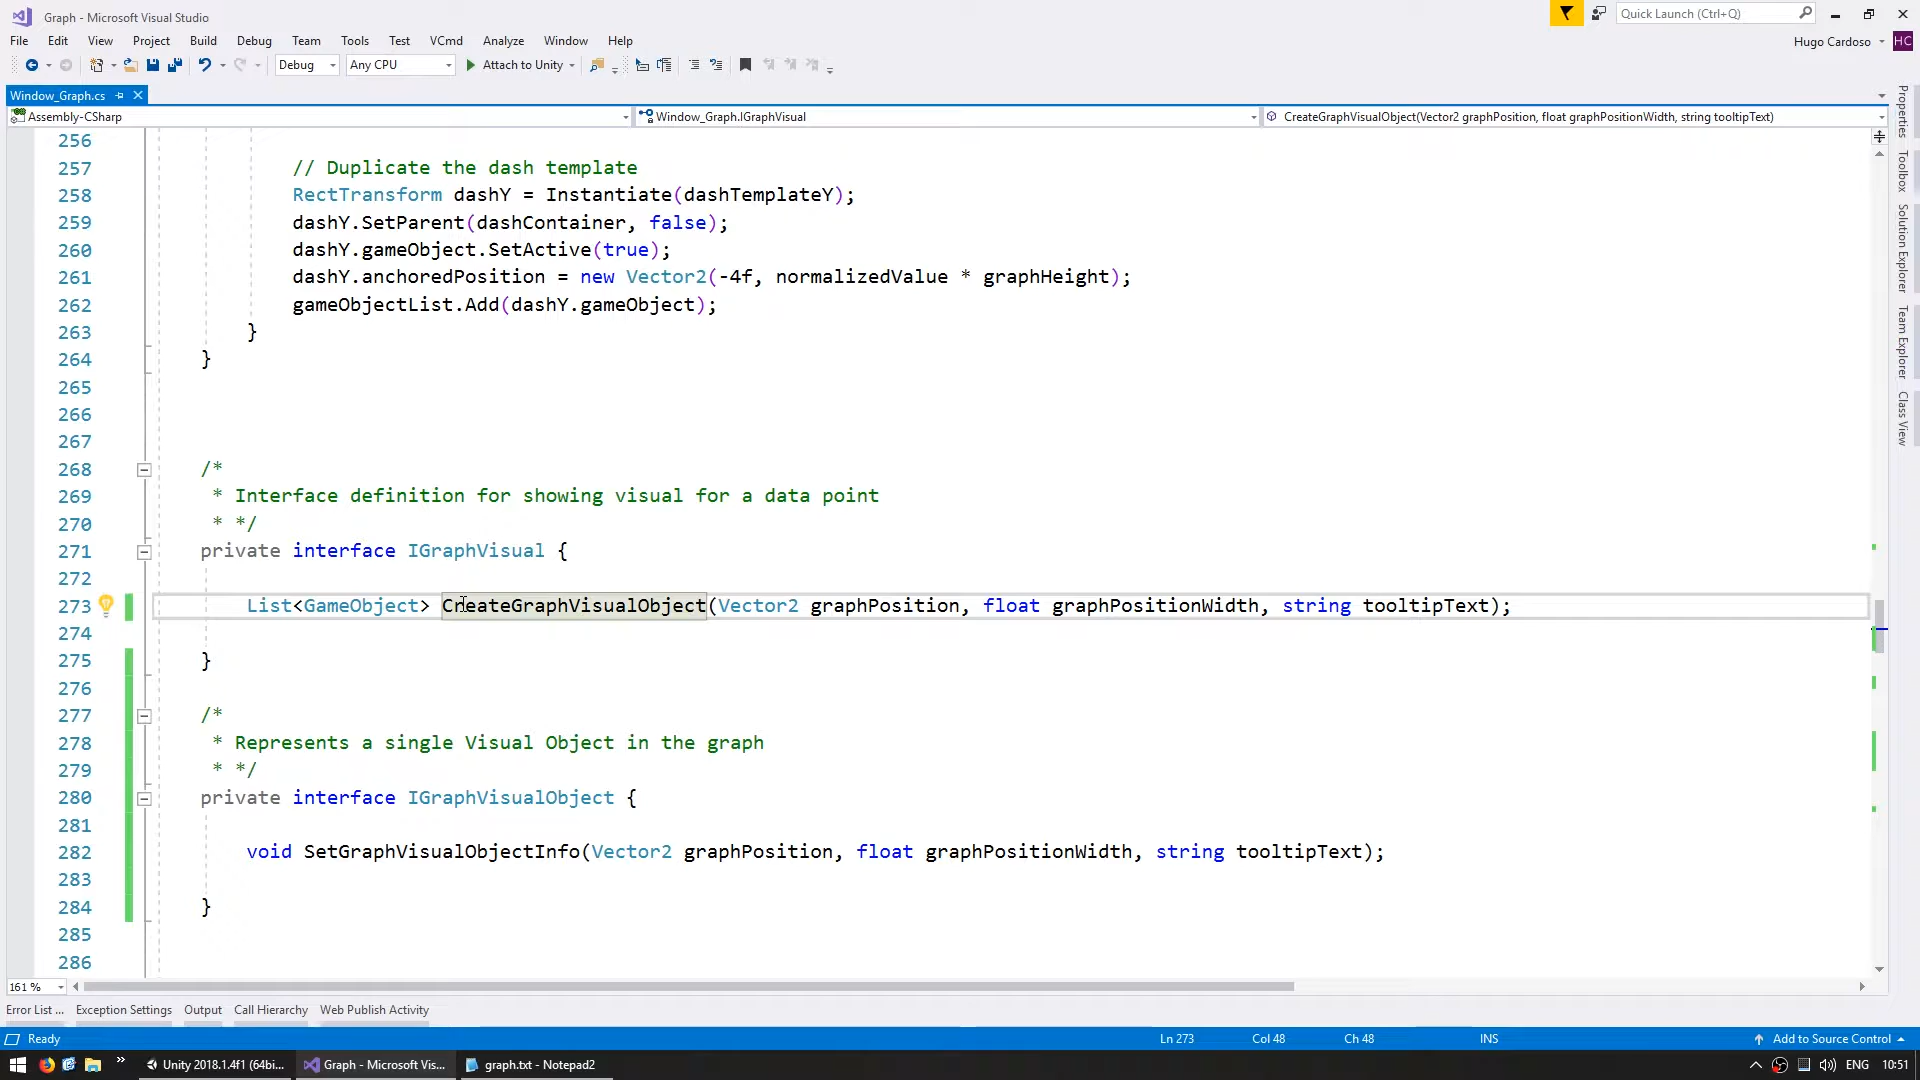 Graph - Microsoft Visual Studio
Quick Launch (Ctrl+Q)
File Edit View Project Build Debug Team Tools Test VCmd Analyze Window Help
Hugo Cardoso HC
Debug Any CPU Attach to Unity
Window_Graph.cs
Assembly-CSharp Window_Graph.IGraphVisual CreateGraphVisualObject(Vector2 graphPosition, float graphPositionWidth, string tooltipText)
256
257 // Duplicate the dash template
258 RectTransform dashY = Instantiate(dashTemplateY);
259 dashY.SetParent(dashContainer, false);
260 dashY.gameObject.SetActive(true);
261 dashY.anchoredPosition = new Vector2(-4f, normalizedValue * graphHeight);
262 gameObjectList.Add(dashY.gameObject);
263 }
264 }
265
266
267
268 /*
269 * Interface definition for showing visual for a data point
270 * */
271 private interface IGraphVisual {
272
273 List<GameObject> CreateGraphVisualObject(Vector2 graphPosition, float graphPositionWidth, string tooltipText);
274
275 }
276
277 /*
278 * Represents a single Visual Object in the graph
279 * */
280 private interface IGraphVisualObject {
281
282 void SetGraphVisualObjectInfo(Vector2 graphPosition, float graphPositionWidth, string tooltipText);
283
284 }
285
286
Properties
Toolbox
Solution Explorer
Team Explorer
Class View
161 %
Error List ... Exception Settings Output Call Hierarchy Web Publish Activity
Ready Ln 273 Col 48 Ch 48 INS Add to Source Control
Unity 2018.1.4f1 (64bi... Graph - Microsoft Vis... graph.txt - Notepad2 ENG 10:51